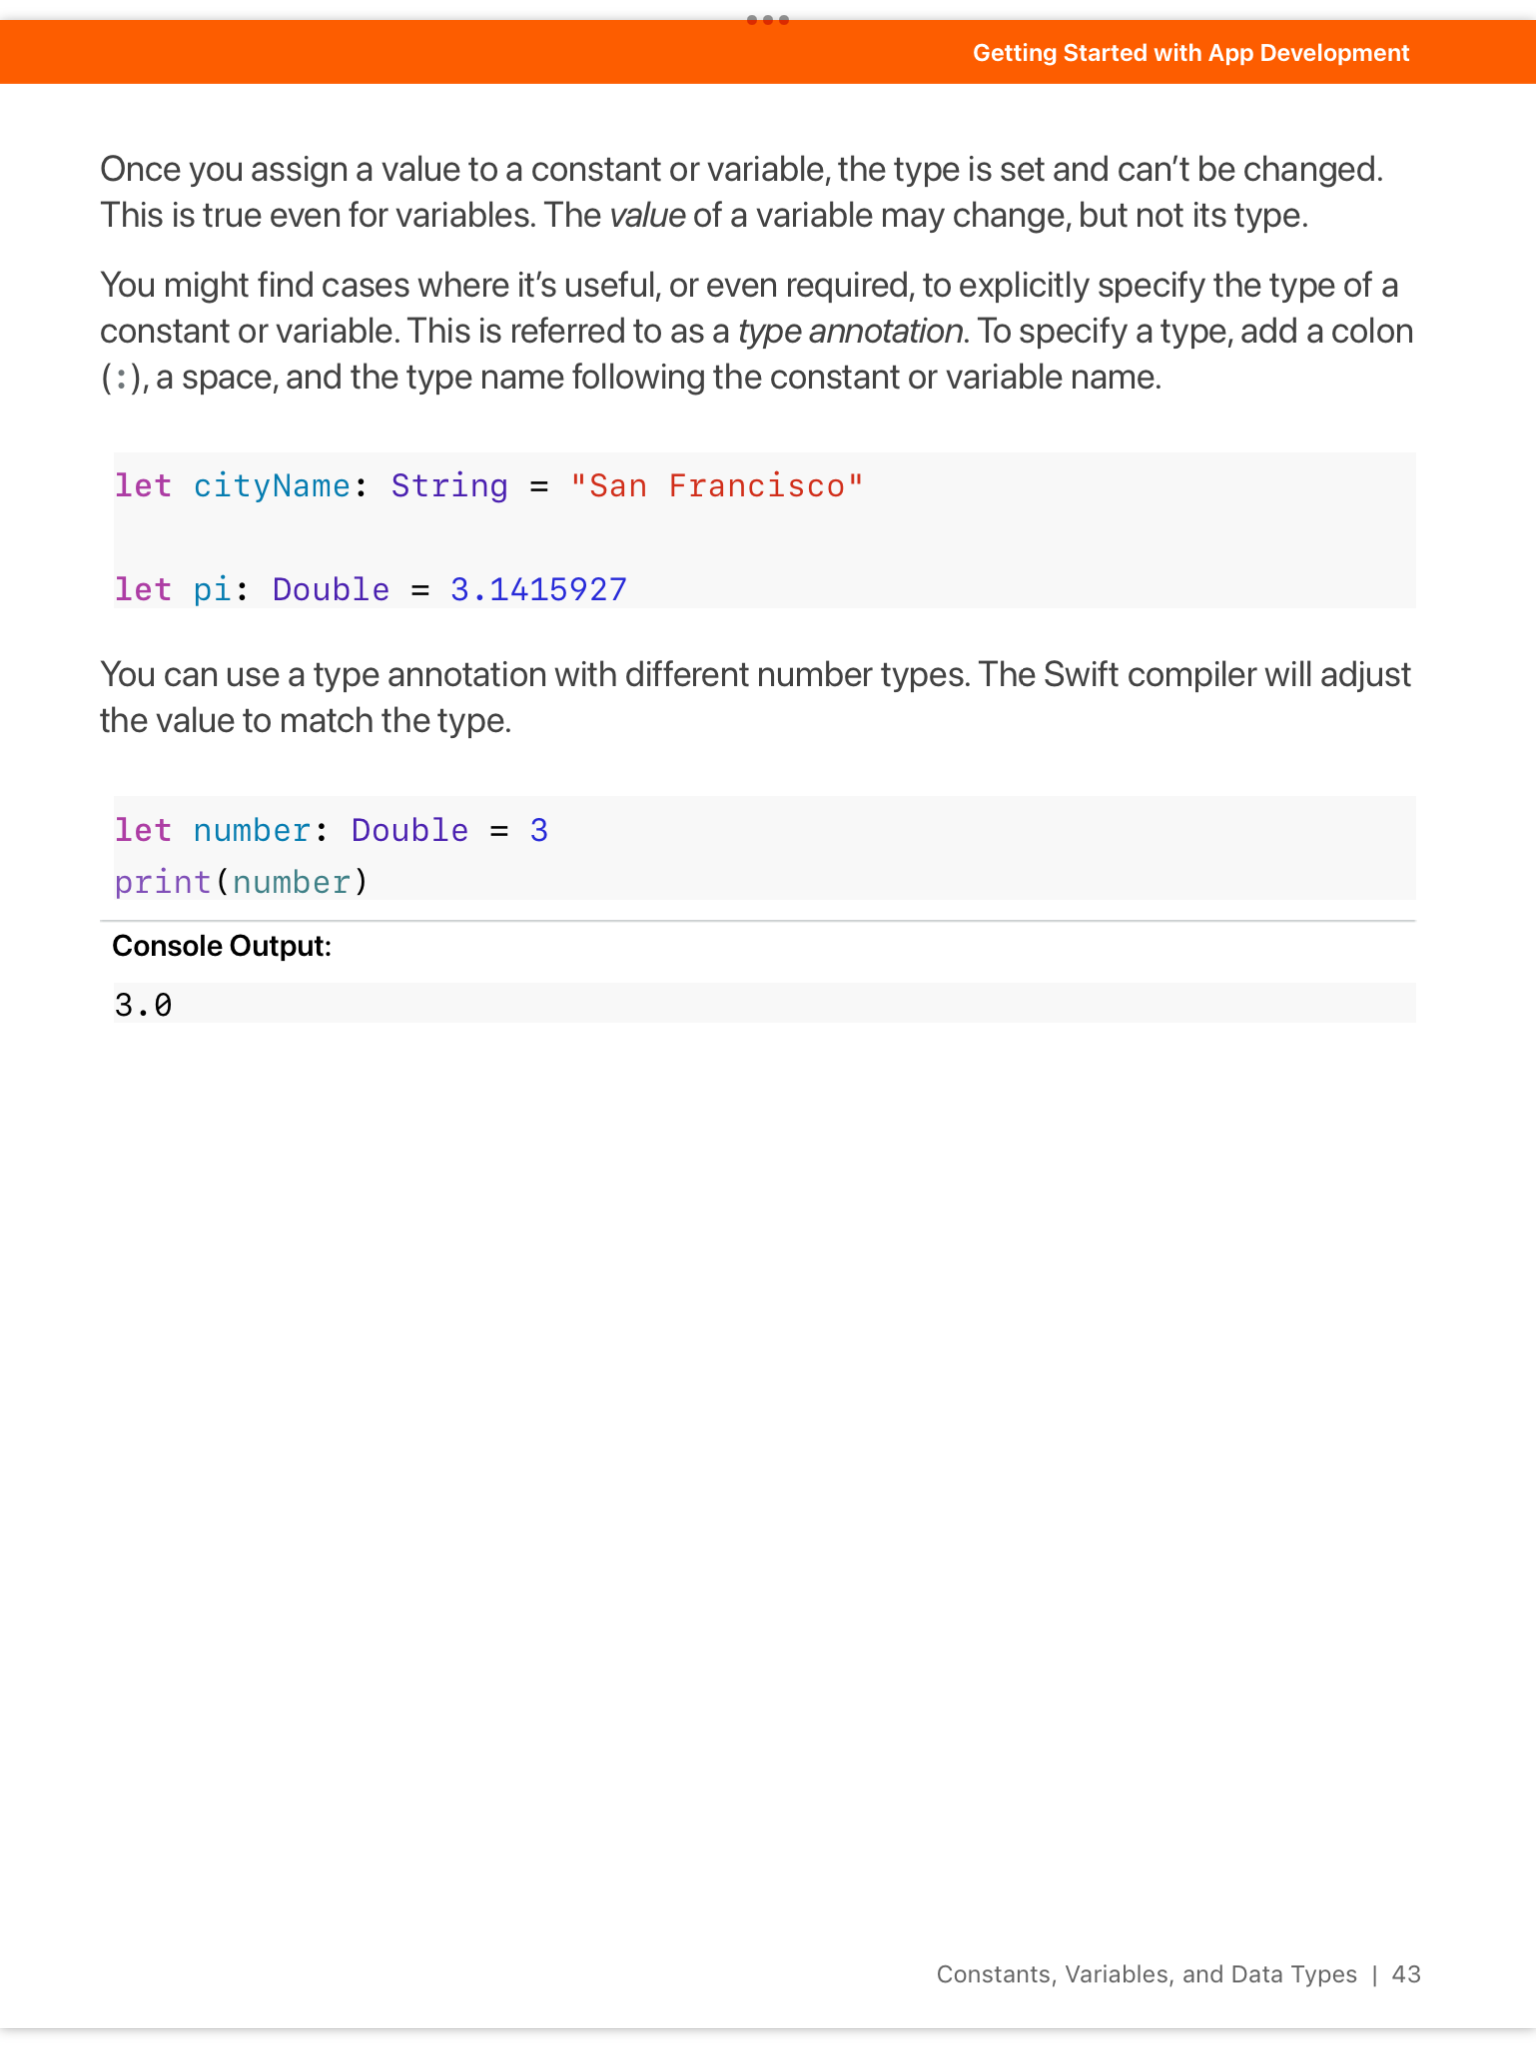 Getting Started with App Development
Once you assign a value to a constant or variable, the type is set and can’t be changed.
This is true even for variables. The value of a variable may change, but not its type.
You might find cases where it’s useful, or even required, to explicitly specify the type of a
constant or variable. This is referred to as a type annotation. To specify a type, add a colon
(:), a space, and the type name following the constant or variable name.
let cityName: String = "San Francisco"
let pi: Double = 3.1415927
You can use a type annotation with different number types. The Swift compiler will adjust
the value to match the type.
let number: Double = 3
print(number)
Console Output:
3.0
Constants, Variables, and Data Types | 43